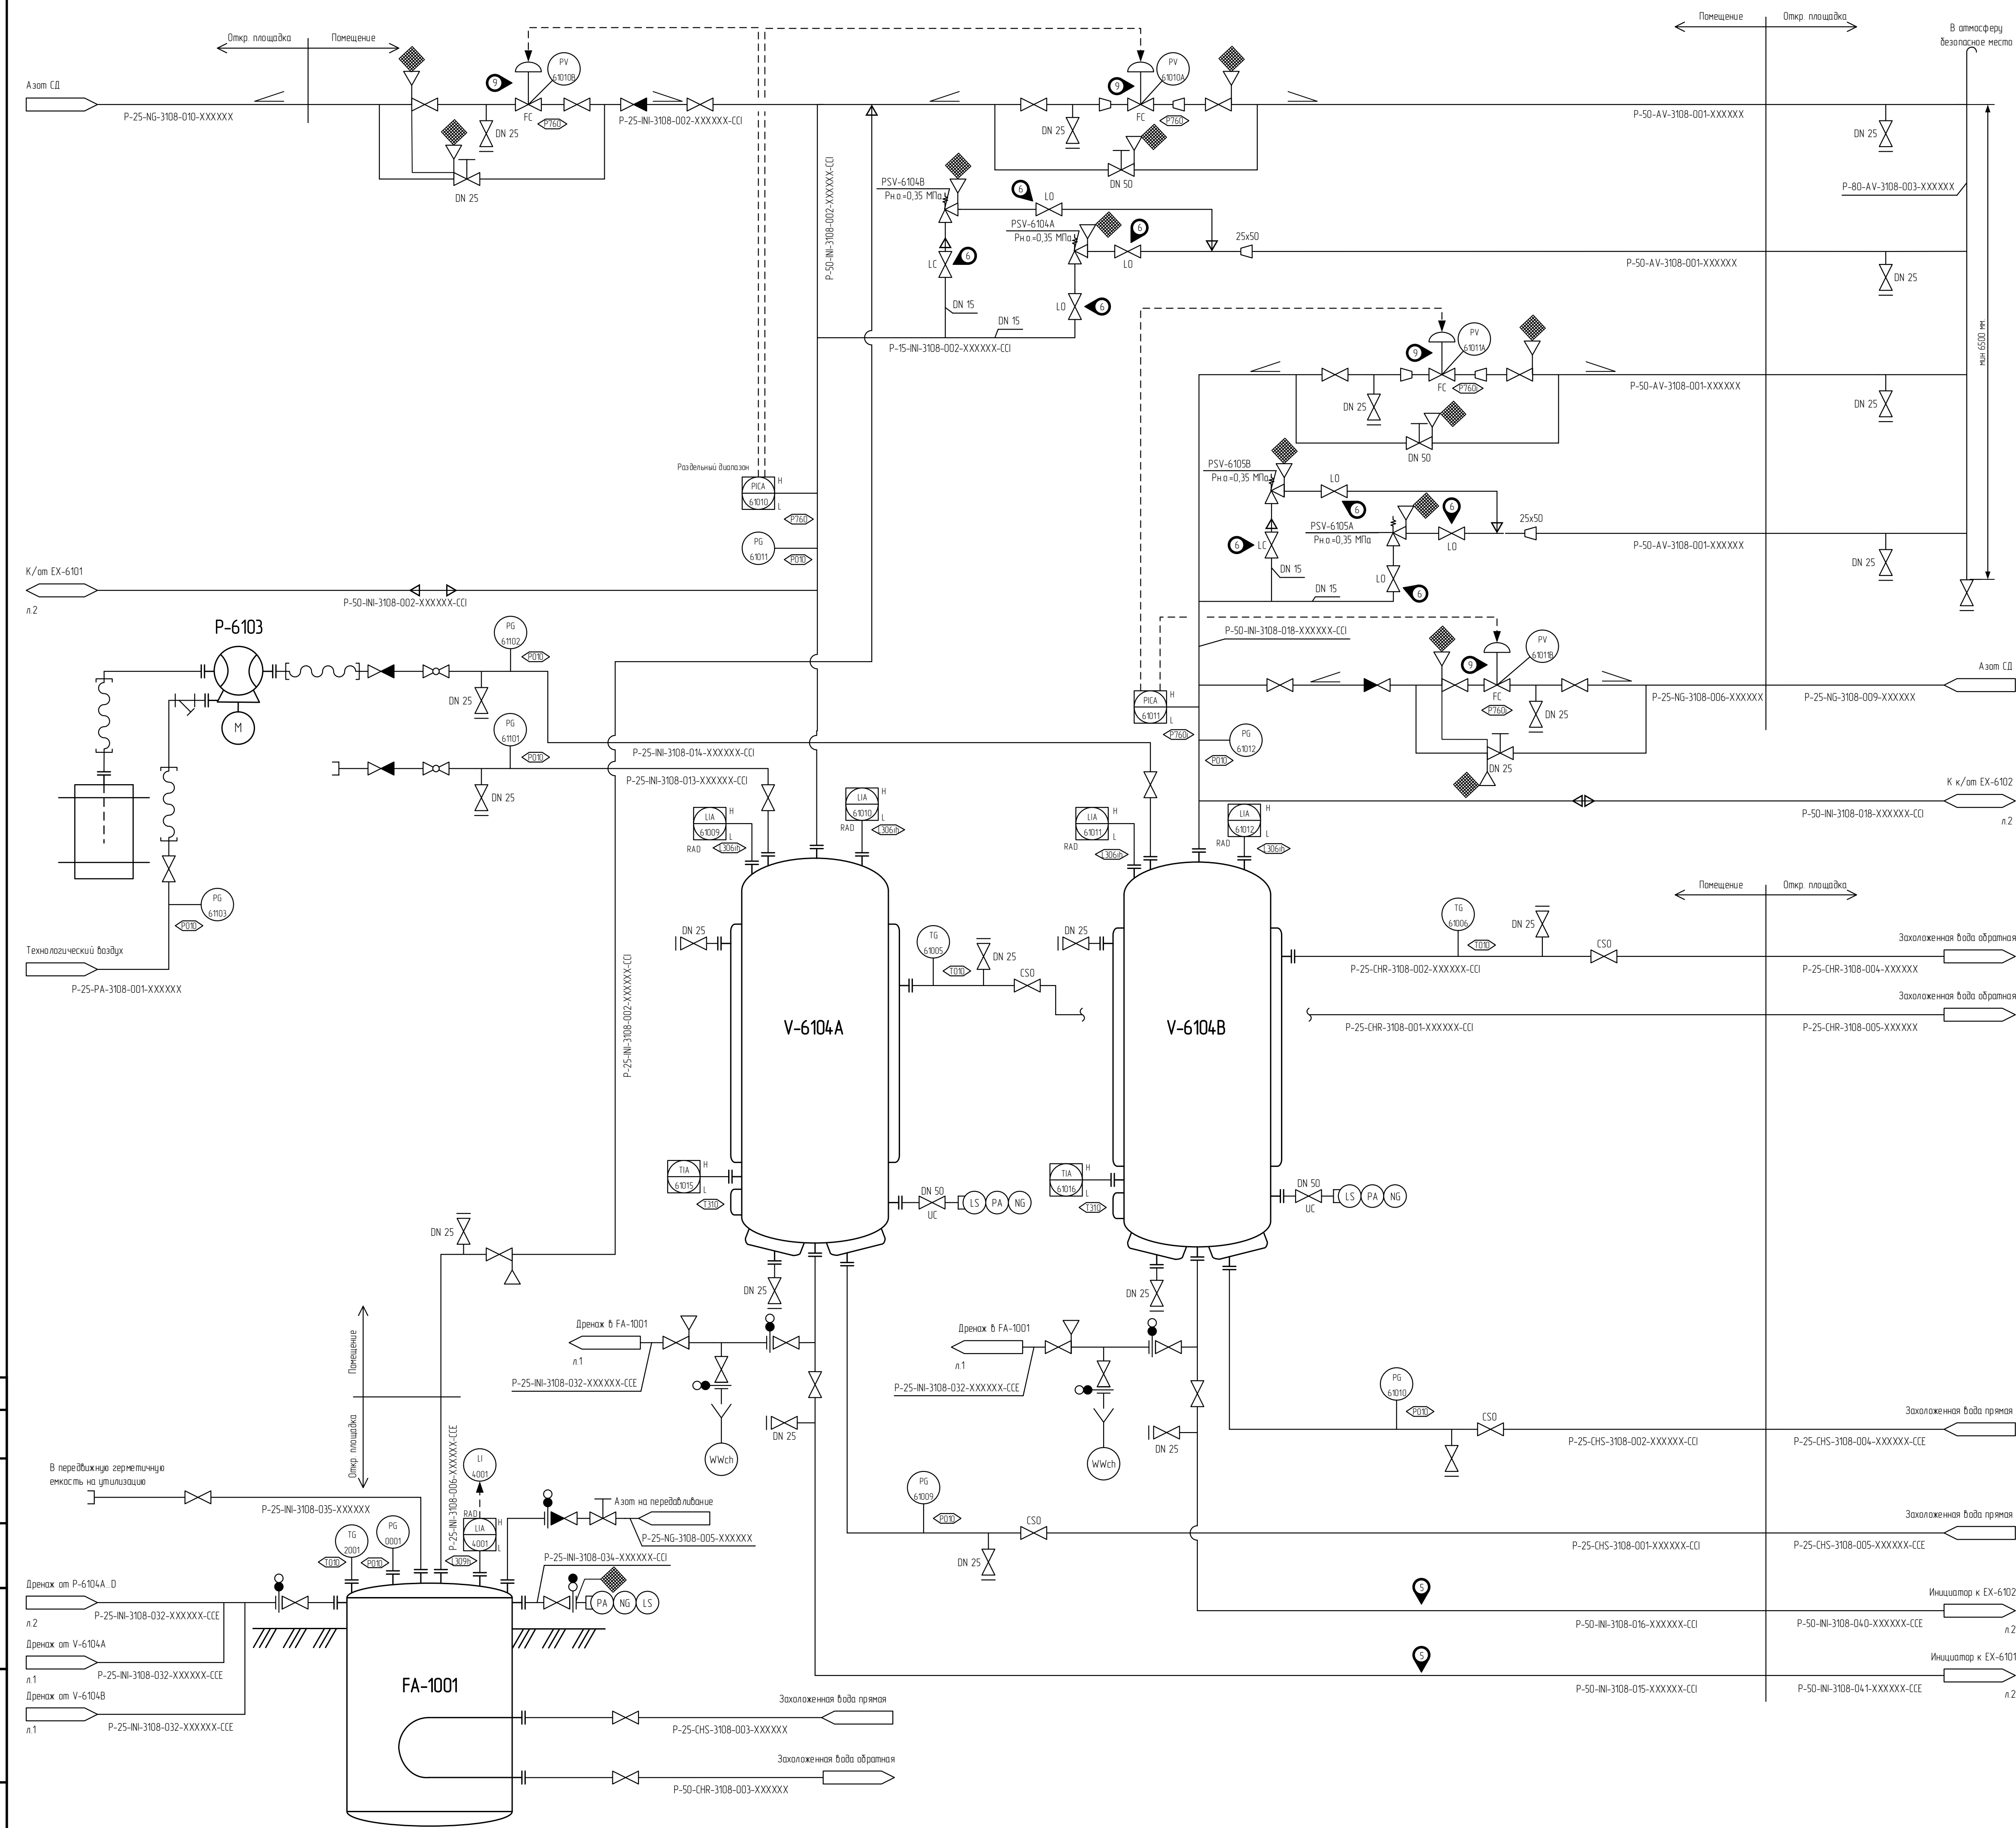 Откр. площадка
Помещение
Помещение
Откр. площадка
В атмосферу
безопасное место
Азот СД
P-25-NG-3108-010-XXXXXX
9
PV
61010B
FC
P760
DN 25
DN 25
P-25-INI-3108-002-XXXXXX-CCI
9
PV
61010A
FC
P760
DN 25
DN 50
P-50-AV-3108-001-XXXXXX
DN 25
P-80-AV-3108-003-XXXXXX
P-50-INI-3108-002-XXXXXX-CCI
PSV-6104B
Рн.о.=0,35 МПа
6
LO
PSV-6104A
Рн.о.=0,35 МПа
6
LO
25x50
LC
6
P-50-AV-3108-001-XXXXXX
DN 25
DN 15
LO
6
DN 15
P-15-INI-3108-002-XXXXXX-CCI
мин 6500 мм
9
PV
61011A
FC
P760
DN 25
DN 50
P-50-AV-3108-001-XXXXXX
DN 25
Раздельный диапазон
PICA
61010
H
L
P760
PG
61011
P010
PSV-6105B
Рн.о.=0,35 МПа
LO
6
PSV-6105A
Рн.о.=0,35 МПа
6
LO
25x50
6
LC
P-50-AV-3108-001-XXXXXX
DN 25
DN 15
LO
DN 15
6
К/от EX-6101
л.2
P-50-INI-3108-002-XXXXXX-CCI
P-6103
M
PG
61102
P010
DN 25
PG
61101
P010
DN 25
P-25-INI-3108-014-XXXXXX-CCI
P-25-INI-3108-013-XXXXXX-CCI
P-50-INI-3108-018-XXXXXX-CCI
9
PV
61011B
FC
P760
DN 25
DN 25
P-25-NG-3108-006-XXXXXX
P-25-NG-3108-009-XXXXXX
Азот СД
PICA
61011
H
L
P760
PG
61012
P010
К к/от EX-6102
P-50-INI-3108-018-XXXXXX-CCI
л.2
LIA
61009
H
L
RAD
L306ih
LIA
61010
H
L
RAD
L306ih
LIA
61011
H
L
RAD
L306ih
LIA
61012
H
L
RAD
L306ih
PG
61103
P010
Технологический воздух
P-25-PA-3108-001-XXXXXX
Помещение
Откр. площадка
DN 25
TG
61005
T010
DN 25
CSO
DN 25
TG
61006
T010
DN 25
CSO
P-25-CHR-3108-002-XXXXXX-CCI
P-25-CHR-3108-004-XXXXXX
Захоложенная вода обратная
P-25-CHR-3108-001-XXXXXX-CCI
P-25-CHR-3108-005-XXXXXX
Захоложенная вода обратная
V-6104A
V-6104B
P-25-INI-3108-002-XXXXXX-CCI
TIA
61015
H
L
T310
DN 50
UC
LS
PA
NG
TIA
61016
H
L
T310
DN 50
UC
LS
PA
NG
DN 25
DN 25
DN 25
Дренаж в FA-1001
л.1
P-25-INI-3108-032-XXXXXX-CCE
DN 25
WWch
Дренаж в FA-1001
л.1
P-25-INI-3108-032-XXXXXX-CCE
DN 25
WWch
PG
61010
P010
CSO
P-25-CHS-3108-002-XXXXXX-CCI
P-25-CHS-3108-004-XXXXXX-CCE
Захоложенная вода прямая
PG
61009
P010
DN 25
CSO
P-25-CHS-3108-001-XXXXXX-CCI
P-25-CHS-3108-005-XXXXXX-CCE
Захоложенная вода прямая
5
P-50-INI-3108-016-XXXXXX-CCI
P-50-INI-3108-040-XXXXXX-CCE
Инициатор к EX-6102
л.2
5
P-50-INI-3108-015-XXXXXX-CCI
P-50-INI-3108-041-XXXXXX-CCE
Инициатор к EX-6101
л.2
Помещение
Откр. площадка
P-25-INI-3108-006-XXXXXX-CCE
В передвижную герметичную
емкость на утилизацию
P-25-INI-3108-035-XXXXXX
TG
2001
T010
PG
0001
P010
LI
4001
RAD
LIA
4001
H
L
L309h
Азот на передавливание
P-25-NG-3108-005-XXXXXX
P-25-INI-3108-034-XXXXXX-CCI
PA
NG
LS
Дренаж от P-6104A...D
P-25-INI-3108-032-XXXXXX-CCE
л.2
Дренаж от V-6104A
P-25-INI-3108-032-XXXXXX-CCE
л.1
Дренаж от V-6104B
P-25-INI-3108-032-XXXXXX-CCE
л.1
FA-1001
Захоложенная вода прямая
P-25-CHS-3108-003-XXXXXX
Захоложенная вода обратная
P-50-CHR-3108-003-XXXXXX